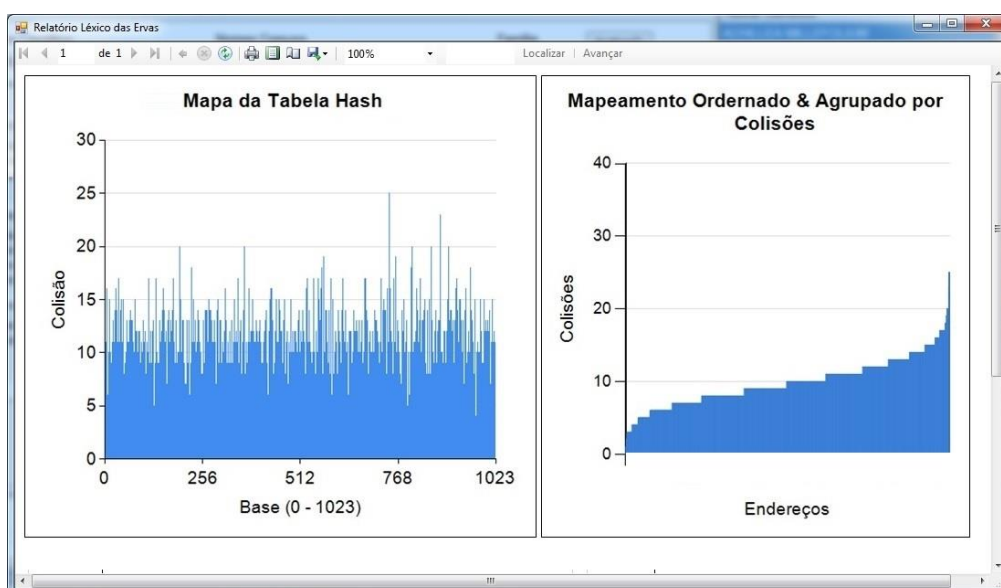 Relatório Léxico das Ervas
1 de 1 100% Localizar | Avançar
Mapa da Tabela Hash
30
25
20
15
10
5
0
Colisão
0 256 512 768 1023
Base (0 - 1023)
Mapeamento Ordernado & Agrupado por
Colisões
40
30
20
10
0
Colisões
Endereços